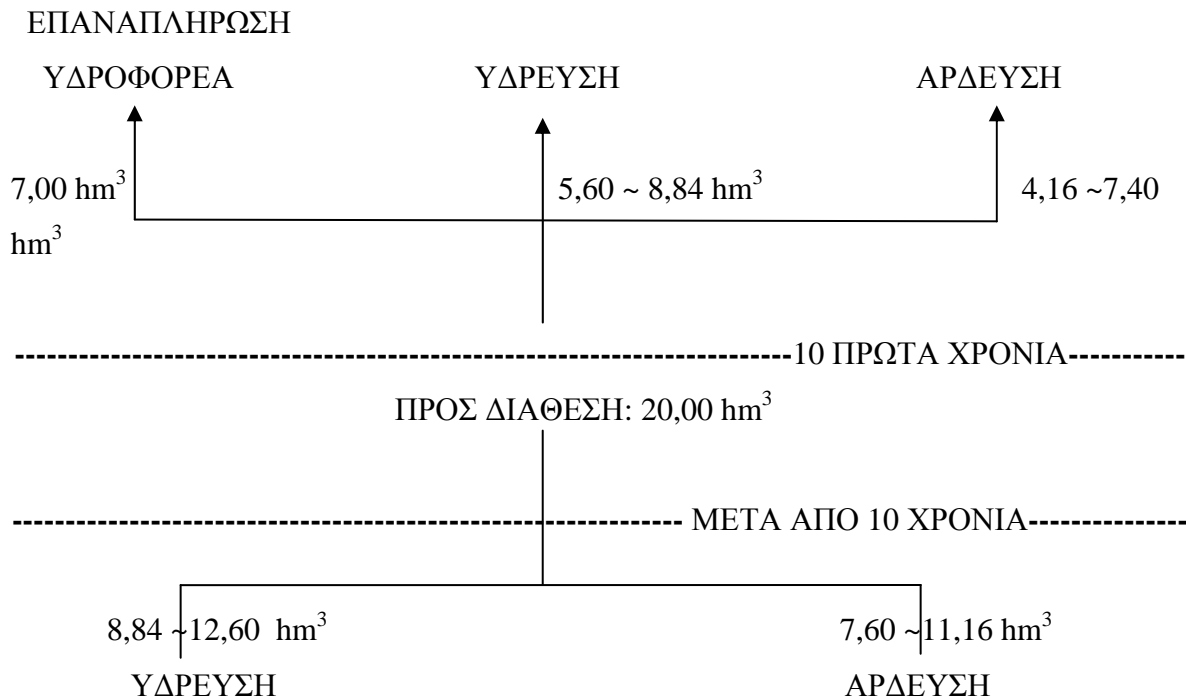 ΕΠΑΝΑΠΛΗΡΩΣΗ
ΥΔΡΟΦΟΡΕΑ ΥΔΡΕΥΣΗ ΑΡΔΕΥΣΗ
7,00 hm³ 5,60 ~ 8,84 hm³ 4,16 ~7,40
hm³
10 ΠΡΩΤΑ ΧΡΟΝΙΑ
ΠΡΟΣ ΔΙΑΘΕΣΗ: 20,00 hm³
ΜΕΤΑ ΑΠΟ 10 ΧΡΟΝΙΑ
8,84 ~12,60 hm³ 7,60 ~11,16 hm³
ΥΔΡΕΥΣΗ ΑΡΔΕΥΣΗ